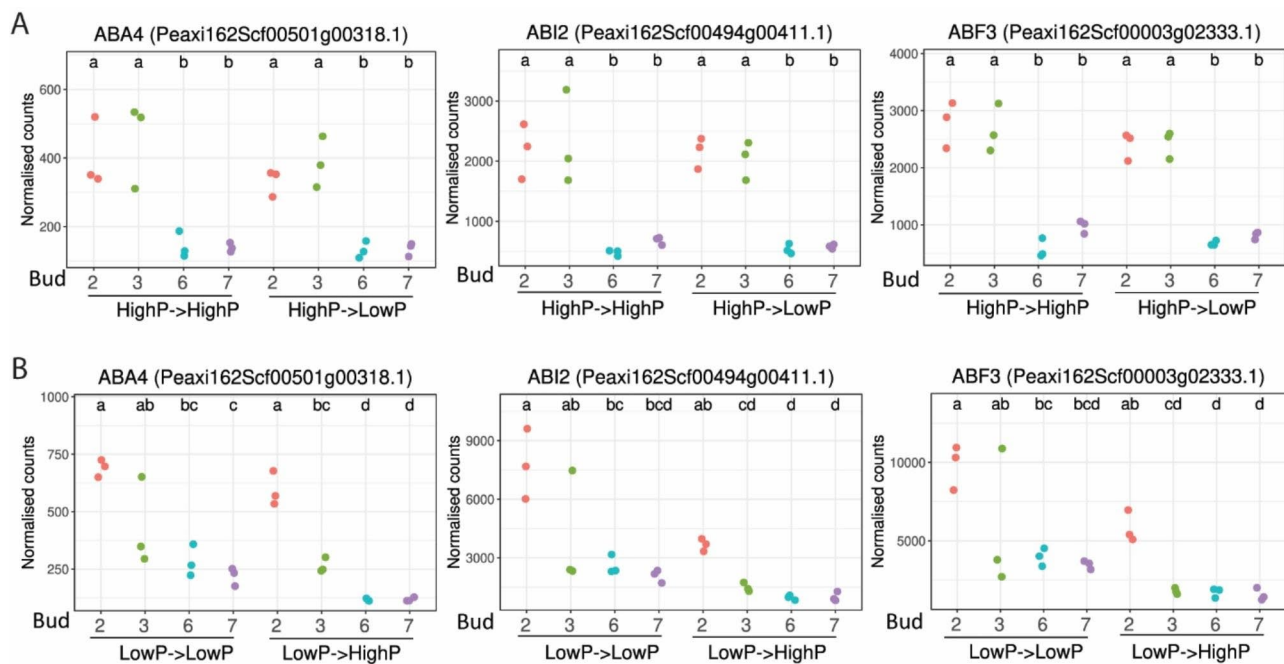 A
ABA4 (Peaxi162Scf00501g00318.1)
a a b b a a b b
Normalised counts
600
400
200
Bud 2 3 6 7 2 3 6 7
HighP->HighP HighP->LowP
ABI2 (Peaxi162Scf00494g00411.1)
a a b b a a b b
Normalised counts
3000
2000
1000
2 3 6 7 2 3 6 7
HighP->HighP HighP->LowP
ABF3 (Peaxi162Scf00003g02333.1)
a a b b a a b b
Normalised counts
4000
3000
2000
1000
0
2 3 6 7 2 3 6 7
HighP->HighP HighP->LowP
B
ABA4 (Peaxi162Scf00501g00318.1)
a ab bc c a bc d d
Normalised counts
1000
750
500
250
Bud 2 3 6 7 2 3 6 7
LowP->LowP LowP->HighP
ABI2 (Peaxi162Scf00494g00411.1)
a ab bc bcd ab cd d d
Normalised counts
9000
6000
3000
Bud 2 3 6 7 2 3 6 7
LowP->LowP LowP->HighP
ABF3 (Peaxi162Scf00003g02333.1)
a ab bc bcd ab cd d d
Normalised counts
10000
5000
Bud 2 3 6 7 2 3 6 7
LowP->LowP LowP->HighP